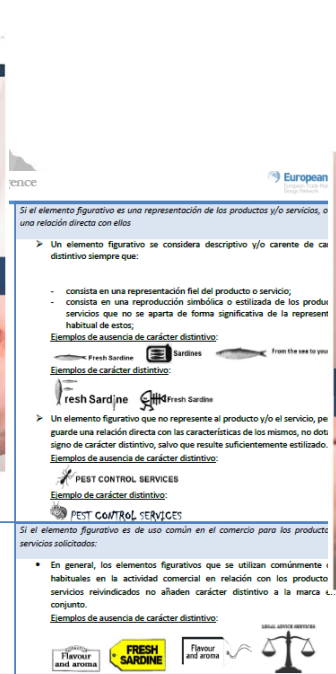 ence
European
European Trade Mar
Design Network
Si el elemento figurativo es una representación de los productos y/o servicios, o
una relación directa con ellos
➤ Un elemento figurativo se considera descriptivo y/o carente de car
distintivo siempre que:
- consista en una representación fiel del producto o servicio;
- consista en una reproducción simbólica o estilizada de los produc
servicios que no se aparta de forma significativa de la represent
habitual de estos;
Ejemplos de ausencia de carácter distintivo:
Fresh Sardine
Sardines
From the sea to you
Ejemplos de carácter distintivo:
resh Sardine
Fresh Sardine
➤ Un elemento figurativo que no represente al producto y/o el servicio, pe
guarde una relación directa con las características de los mismos, no dota
signo de carácter distintivo, salvo que resulte suficientemente estilizado.
Ejemplos de ausencia de carácter distintivo:
PEST CONTROL SERVICES
Ejemplo de carácter distintivo:
PEST CONTROL SERVICES
Si el elemento figurativo es de uso común en el comercio para los producto
servicios solicitados:
• En general, los elementos figurativos que se utilizan comúnmente
habituales en la actividad comercial en relación con los producto
servicios reivindicados no añaden carácter distintivo a la marca e
conjunto.
Ejemplos de ausencia de carácter distintivo:
LEGAL ADVICE SERVICES
Flavour
and aroma
FRESH
SARDINE
Flavour
and aroma